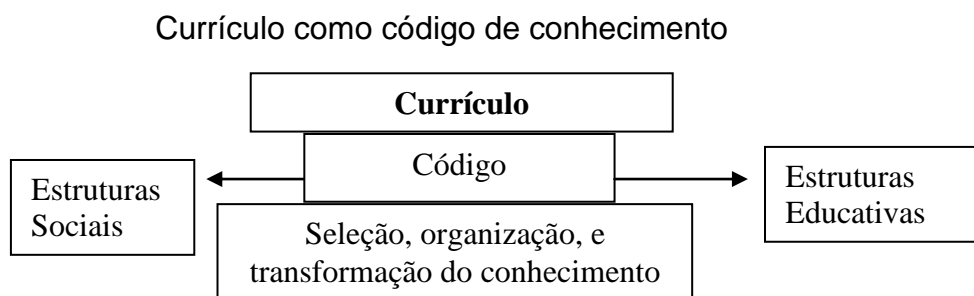 Currículo como código de conhecimento
Currículo
Código
Estruturas
Sociais
Estruturas
Educativas
Seleção, organização, e
transformação do conhecimento